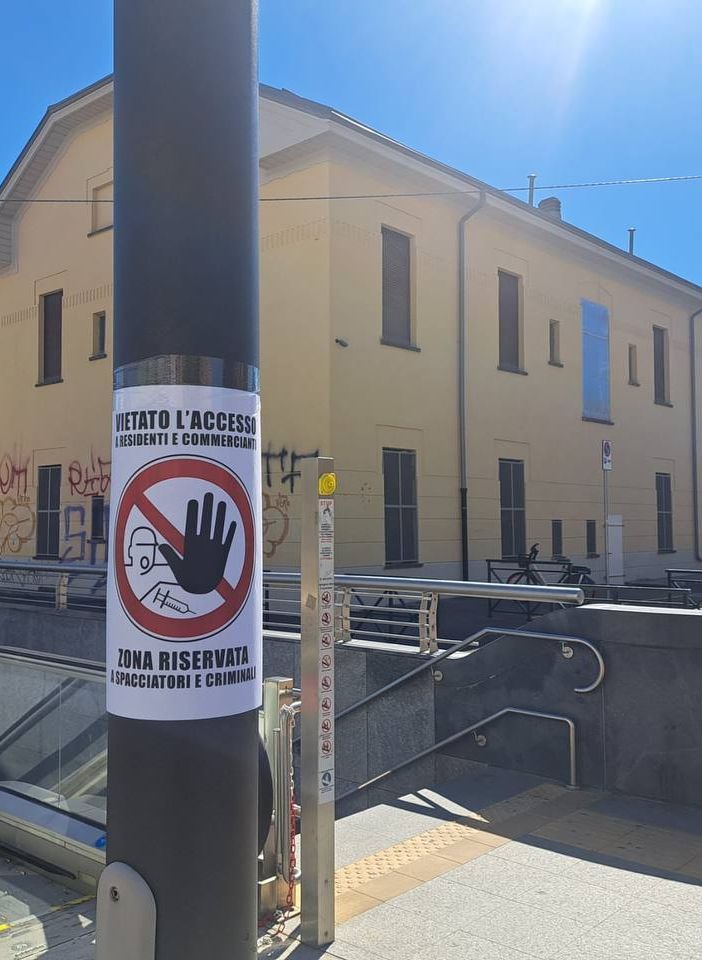 VIETATO L'ACCESSO
A RESIDENTI E COMMERCIANTI
ZONA RISERVATA
A SPACCIATORI E CRIMINALI